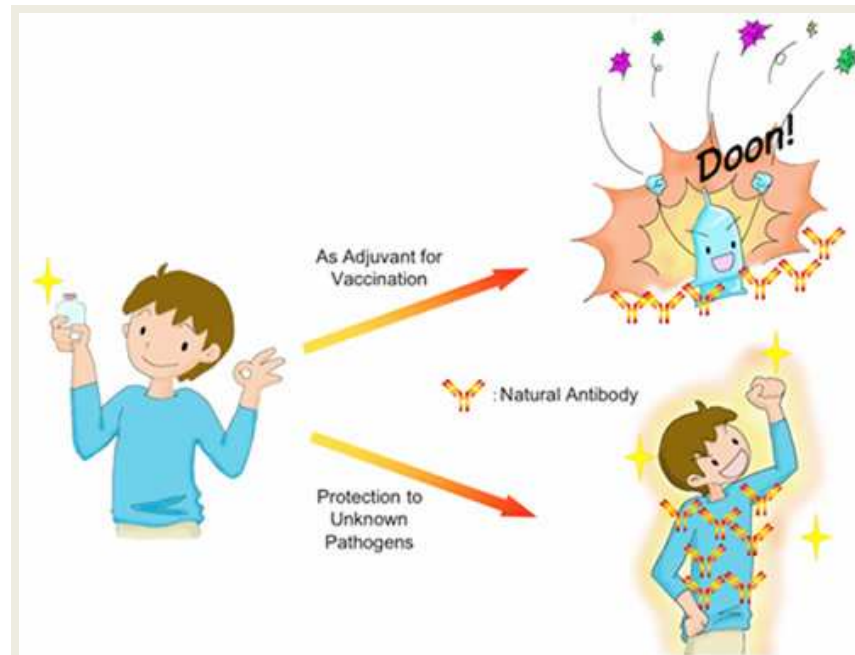 Doon!
As Adjuvant for
Vaccination
: Natural Antibody
Protection to
Unknown
Pathogens